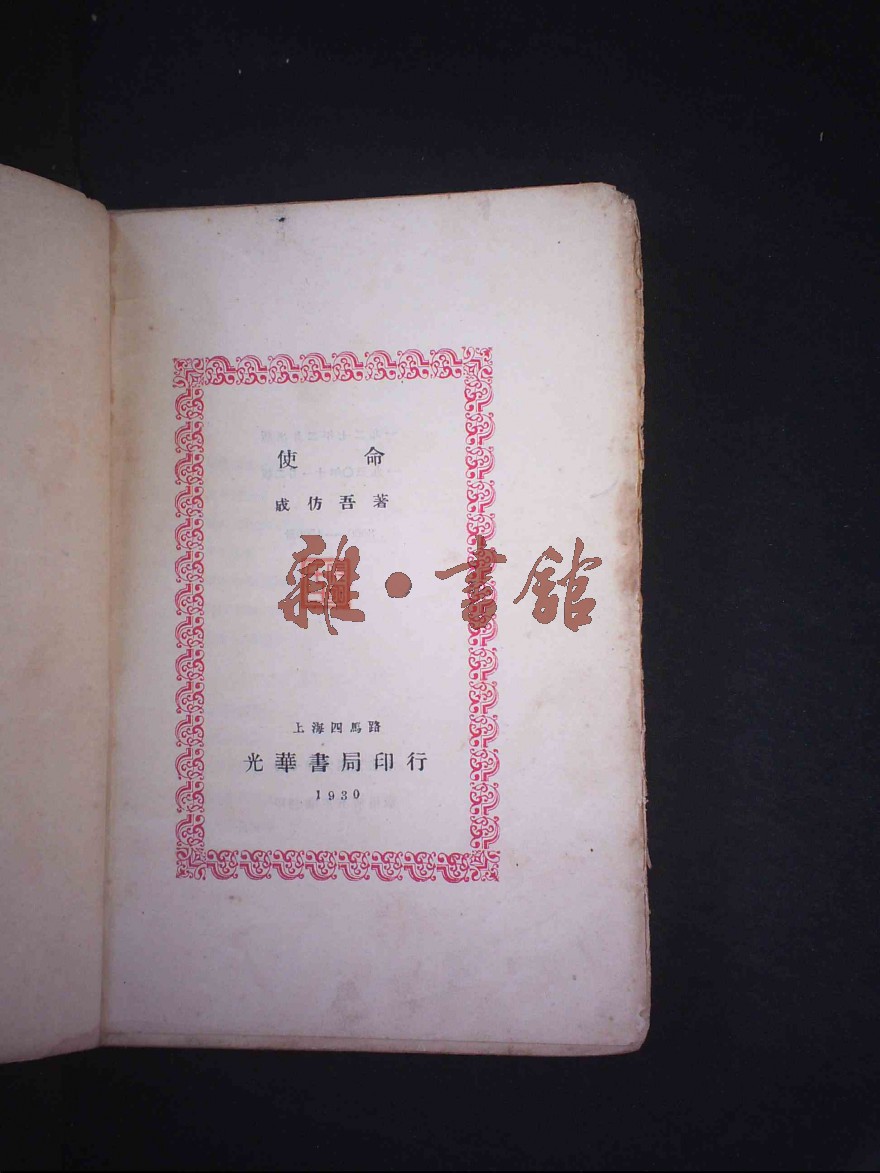 使命
成仿吾著
雜·書館
上海四馬路
光華書局印行
1930